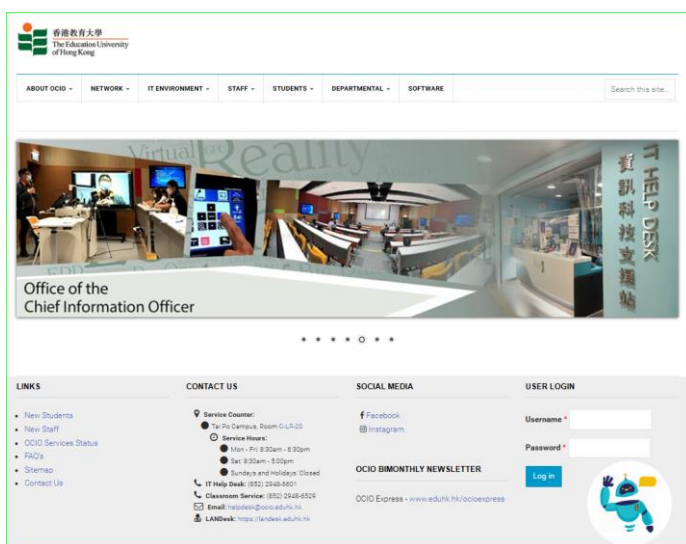 香港教育大學
The Education University
of Hong Kong
ABOUT OCIO
NETWORK
IT ENVIRONMENT
STAFF
STUDENTS
DEPARTMENTAL
SOFTWARE
Search this site...
Virtual
Reality
IT HELP DESK
資訊科技支援站
Office of the
Chief Information Officer
LINKS
New Students
New Staff
OCIO Services Status
FAQ's
Sitemap
Contact Us
CONTACT US
Service Counter:
Tai Po Campus, Room C-LR-20
Service Hours:
Mon - Fri: 8:30am - 6:30pm
Sat: 8:30am - 5:00pm
Sundays and Holidays: Closed
IT Help Desk: (852) 2948-6601
Classroom Service: (852) 2948-6529
Email: helpdesk@ocio.eduhk.hk
LANDesk: https://landesk.eduhk.hk
SOCIAL MEDIA
Facebook
Instagram
OCIO BIMONTHLY NEWSLETTER
OCIO Express - www.eduhk.hk/ocioexpress
USER LOGIN
Username *
Password *
Log in